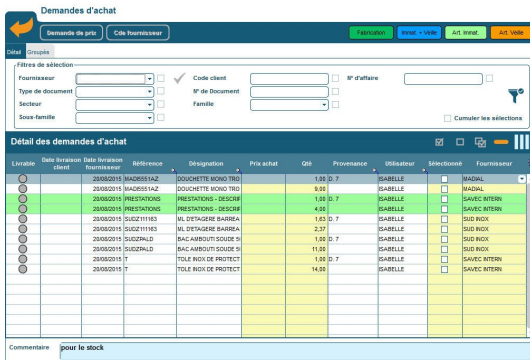 Demandes d'achat
Demande de prix Cde fournisseur Fabrication Immat. + Veille Art. Immat. Art. Veille
Détail Groupée
Filtres de sélection
Fournisseur Code client N° d'affaire
Type de document N° de Document
Secteur Famille
Sous-famille Cumuler les sélections
Détail des demandes d'achat
Livrable Date livraison client Date livraison fournisseur Référence Désignation Prix achat Qté Provenance Utilisateur Sélectionné Fournisseur
20/08/2015 MADI5551AZ DOUCHETTE MONO TRO 1,00 D. 7 ISABELLE MADIAL
20/08/2015 MADI5551AZ DOUCHETTE MONO TRO 9,00 ISABELLE MADIAL
20/08/2015 PRESTATIONS PRESTATIONS - DESCRIF 1,00 D. 7 ISABELLE SAVEC INTERN
20/08/2015 PRESTATIONS PRESTATIONS - DESCRIF 4,00 ISABELLE SAVEC INTERN
20/08/2015 SUDZ111163 ML D'ETAGERE BARREA 1,63 D. 7 ISABELLE SUD INOX
20/08/2015 SUDZ111163 ML D'ETAGERE BARREA 2,37 ISABELLE SUD INOX
20/08/2015 SUDZPALD BAC AMBOUTI SOUDE 5 1,00 D. 7 ISABELLE SUD INOX
20/08/2015 SUDZPALD BAC AMBOUTI SOUDE 5 11,00 ISABELLE SUD INOX
20/08/2015 T TOLE INOX DE PROTECT 1,00 D. 7 ISABELLE SAVEC INTERN
20/08/2015 T TOLE INOX DE PROTECT 14,00 ISABELLE SAVEC INTERN
Commentaire pour le stock